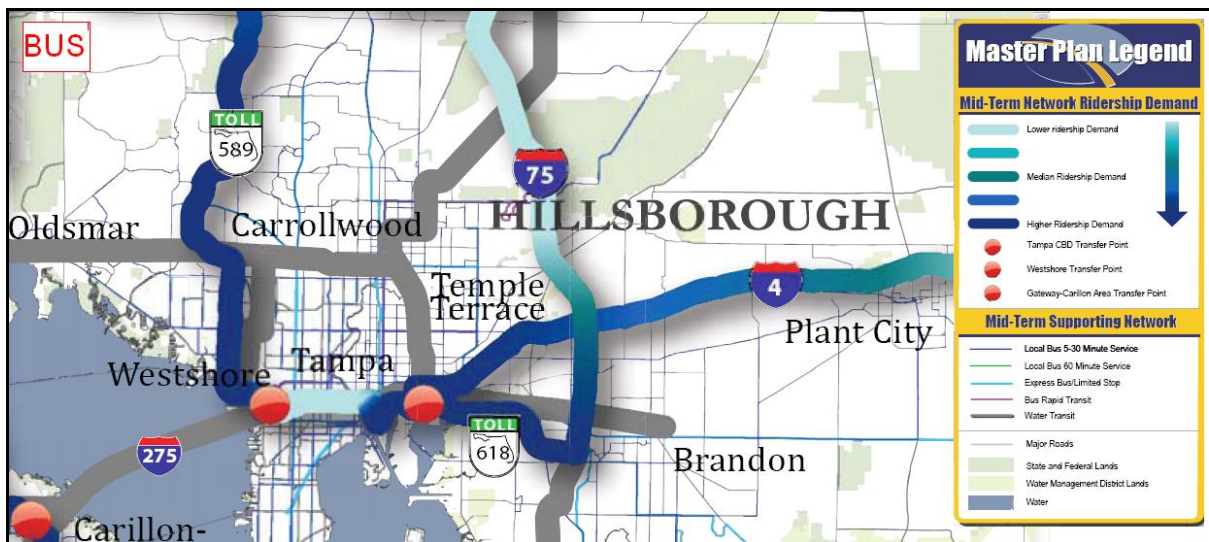 BUS
TOLL
589
75
Oldsmar
Carrollwood
HILLSBOROUGH
Temple
Terrace
4
Plant City
Westshore
Tampa
TOLL
618
275
Brandon
Carillon-
Master Plan Legend
Mid-Term Network Ridership Demand
Lower ridership Demand
Median Ridership Demand
Higher Ridership Demand
Tampa CBD Transfer Point
Westshore Transfer Point
Gateway-Carillon Area Transfer Point
Mid-Term Supporting Network
Local Bus 5-30 Minute Service
Local Bus 60 Minute Service
Express Bus/Limited Stop
Bus Rapid Transit
Water Transit
Major Roads
State and Federal Lands
Water Management District Lands
Water